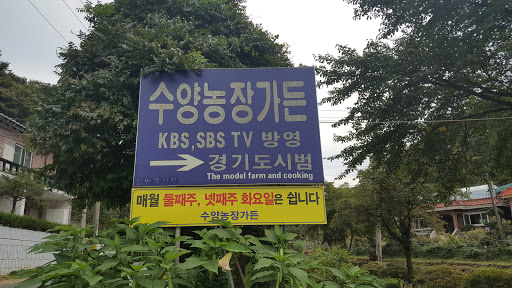 수양농장가든
KBS,SBS TV 방영
경기도시범
The model farm and cooking
매월 둘째주, 넷째주 화요일은 쉽니다
수양농장가든